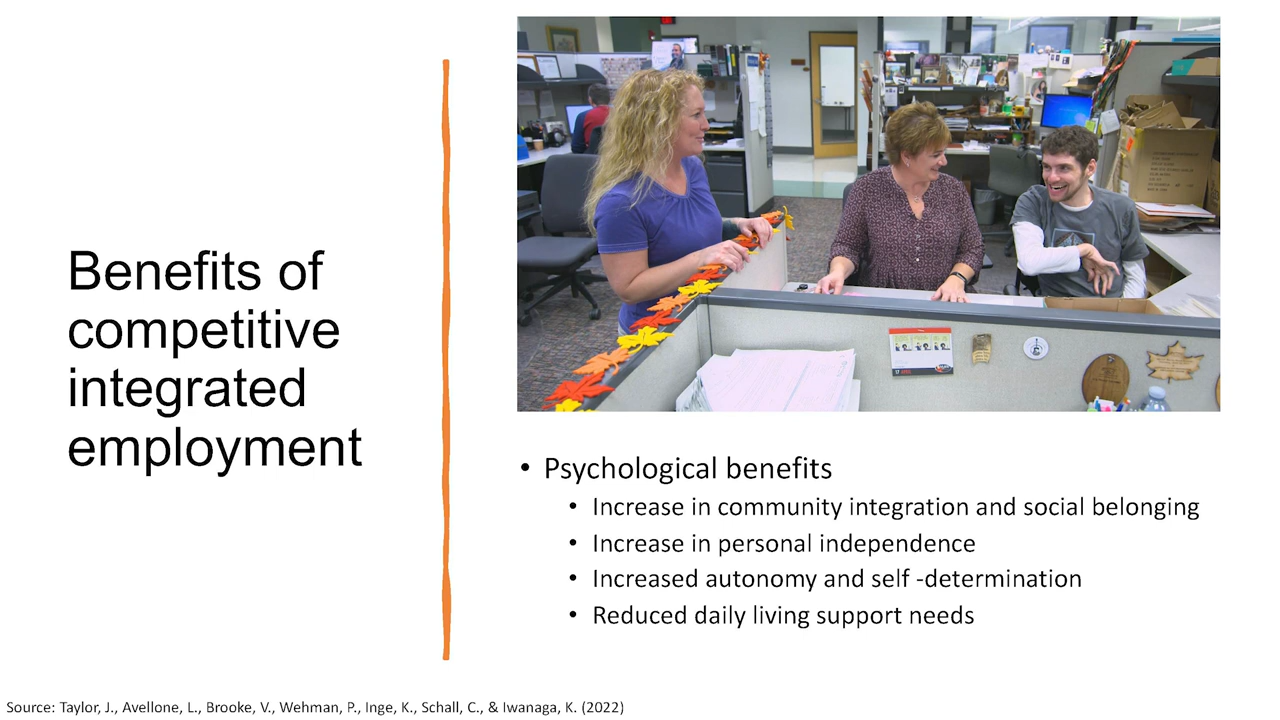 Benefits of
competitive
integrated
employment
• Psychological benefits
• Increase in community integration and social belonging
• Increase in personal independence
• Increased autonomy and self -determination
• Reduced daily living support needs
Source: Taylor, J., Avellone, L., Brooke, V., Wehman, P., Inge, K., Schall, C., & Iwanaga, K. (2022)